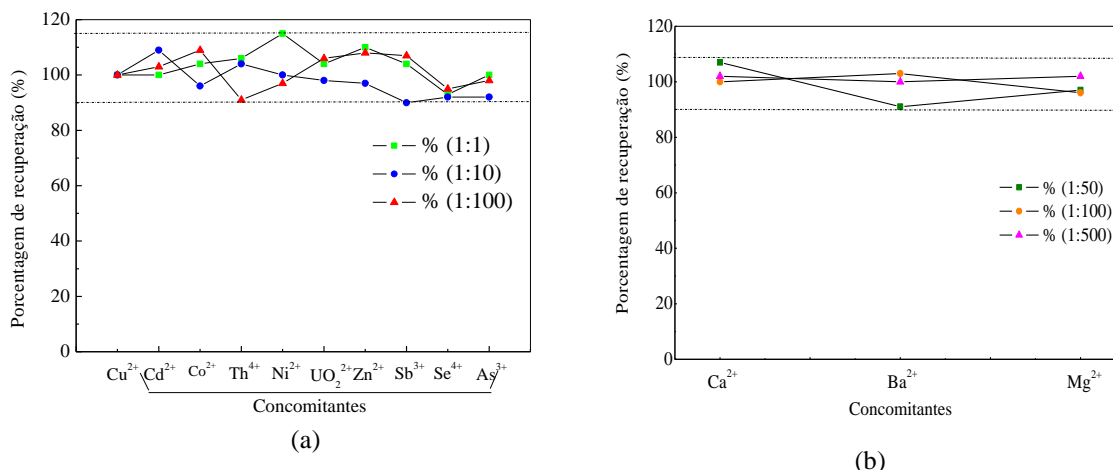 120
100
80
60
40
20
0
Porcentagem de recuperação (%)
% (1:1)
% (1:10)
% (1:100)
Cu²⁺ Cd²⁺ Co²⁺ Th⁴⁺ Ni²⁺ UO₂²⁺ Zn²⁺ Sb³⁺ Se⁴⁺ As³⁺
Concomitantes
(a)
120
100
80
60
40
20
0
Porcentagem de recuperação (%)
% (1:50)
% (1:100)
% (1:500)
Ca²⁺ Ba²⁺ Mg²⁺
Concomitantes
(b)